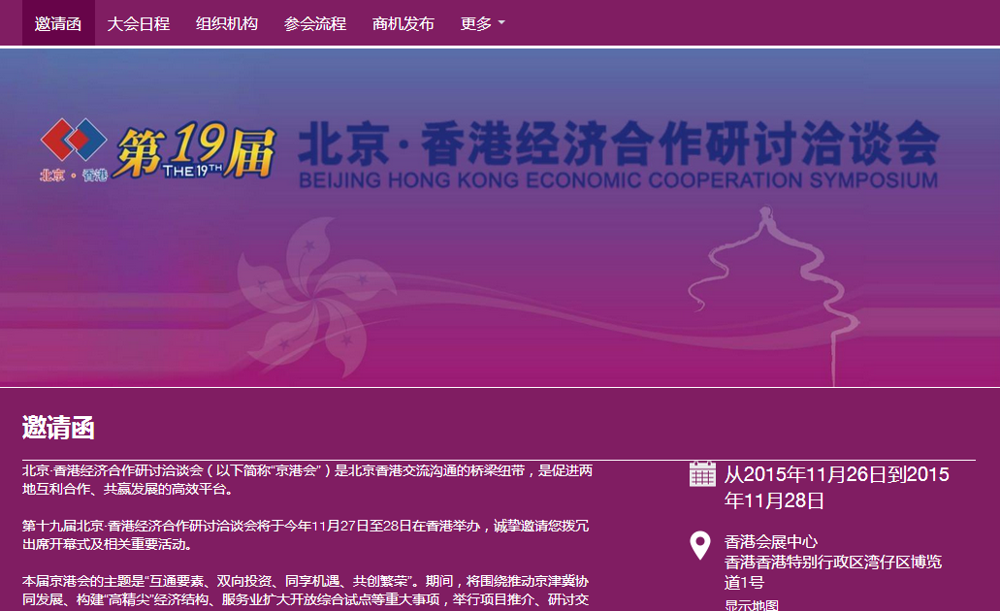 邀请函 大会日程 组织机构 参会流程 商机发布 更多
北京·香港
第19届
THE 19TH
北京·香港经济合作研讨洽谈会
BEIJING HONG KONG ECONOMIC COOPERATION SYMPOSIUM
邀请函
北京·香港经济合作研讨洽谈会（以下简称“京港会”）是北京香港交流沟通的桥梁纽带，是促进两
地互利合作、共赢发展的高效平台。
第十九届北京·香港经济合作研讨洽谈会将于今年11月27日至28日在香港举办，诚挚邀请您拨冗
出席开幕式及相关重要活动。
本届京港会的主题是“互通要素、双向投资、同享机遇、共创繁荣”。期间，将围绕推动京津冀协
同发展、构建“高精尖”经济结构、服务业扩大开放综合试点等重大事项，举行项目推介、研讨交
从2015年11月26日到2015
年11月28日
香港会展中心
香港香港特别行政区湾仔区博览
道1号
显示地图